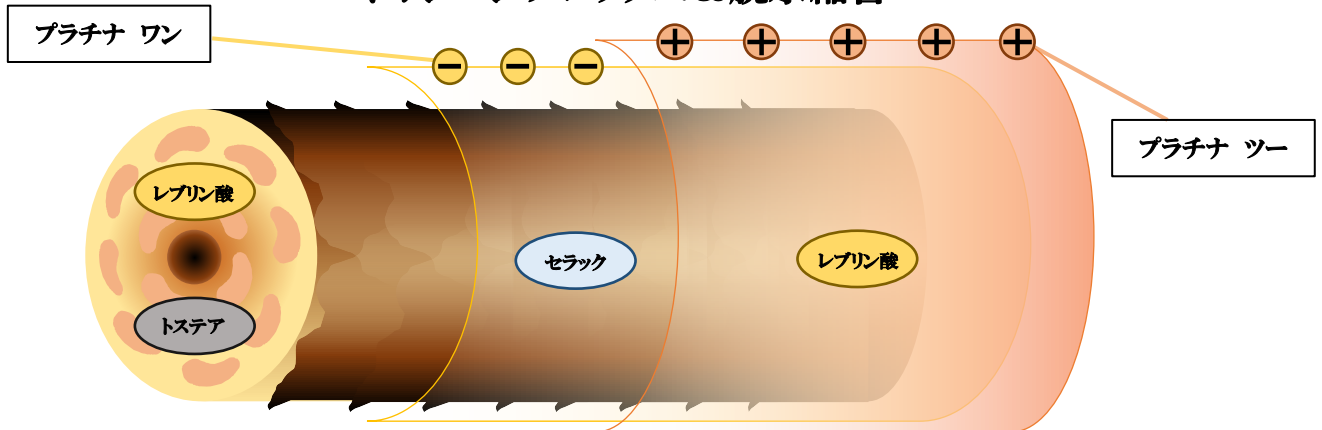 プラチナ ワン
プラチナ ツー
レブリン酸
セラック
レブリン酸
トステア